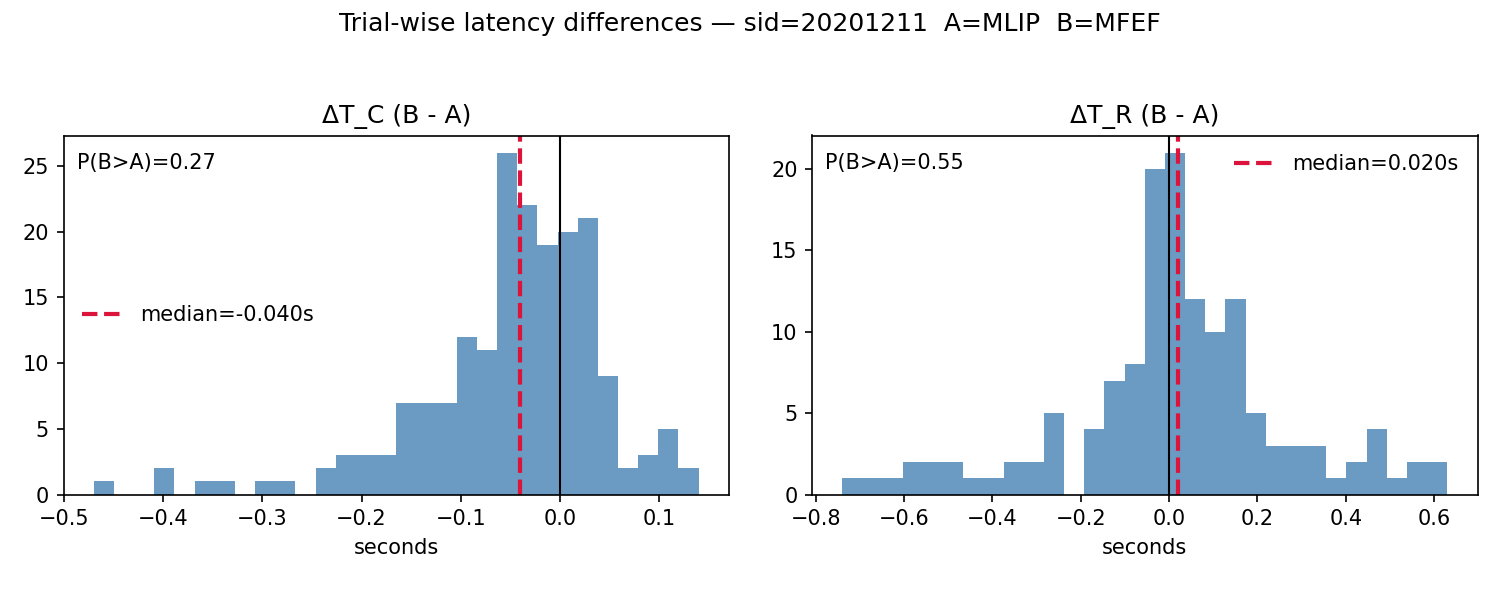 Trial-wise latency differences — sid=20201211  A=MLIP  B=MFEF
ΔT_C (B - A)
P(B>A)=0.27
median=-0.040s
25
20
15
10
5
0
−0.5 −0.4 −0.3 −0.2 −0.1 0.0 0.1
seconds
ΔT_R (B - A)
P(B>A)=0.55
median=0.020s
20
15
10
5
0
−0.8 −0.6 −0.4 −0.2 0.0 0.2 0.4 0.6
seconds